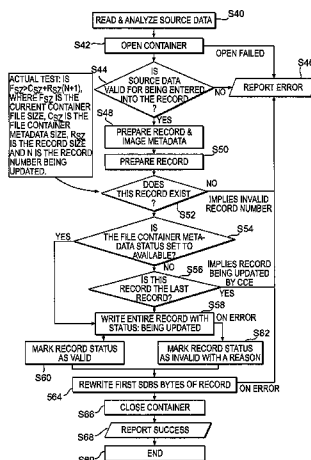 READ & ANALYZE SOURCE DATA
S40
S42
OPEN CONTAINER
OPEN FAILED
S44
IS
SOURCE DATA
VALID FOR BEING ENTERED
INTO THE RECORD
?
NO
S46
REPORT ERROR
ACTUAL TEST: IS
FSZ>CSZ+RSZ(N+1),
WHERE FSZ IS THE
CURRENT CONTAINER
FILE SIZE, CSZ IS THE
FILE CONTAINER
METADATA SIZE, RSZ
IS THE RECORD SIZE
AND N IS THE RECORD
NUMBER BEING
UPDATED.
YES
S48
PREPARE RECORD &
IMAGE METADATA
S50
PREPARE RECORD
DOES
THIS RECORD EXIST
?
NO
S52
IMPLIES INVALID
RECORD NUMBER
S54
IS
THE FILE CONTAINER META-
DATA STATUS SET TO
AVAILABLE?
YES
NO
S56
IMPLIES RECORD
BEING UPDATED
BY CCE
IS THIS
RECORD THE LAST
RECORD?
YES
S58
WRITE ENTIRE RECORD WITH
STATUS: BEING UPDATED
ON ERROR
MARK RECORD STATUS
AS VALID
S60
S62
MARK RECORD STATUS
AS INVALID WITH A REASON
S64
REWRITE FIRST SDBS BYTES OF RECORD
ON ERROR
S66
CLOSE CONTAINER
S68
REPORT SUCCESS
END